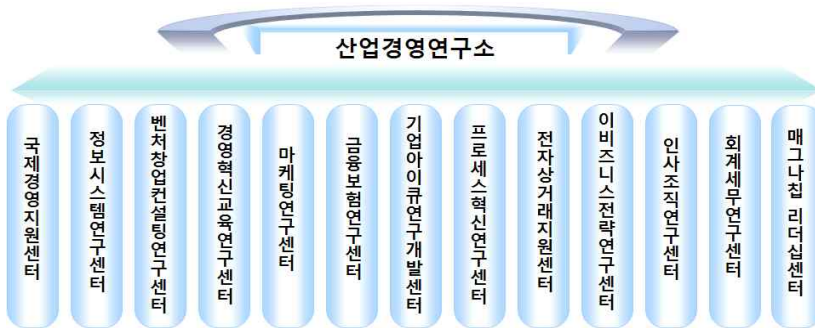 산업경영연구소
국제경영지원센터
정보시스템연구센터
벤처창업컨설팅연구센터
경영혁신교육연구센터
마케팅연구센터
금융보험연구센터
기업아이큐연구개발센터
프로세스혁신연구센터
전자상거래지원센터
이비즈니스전략연구센터
인사조직연구센터
회계세무연구센터
매그나칩 리더십센터